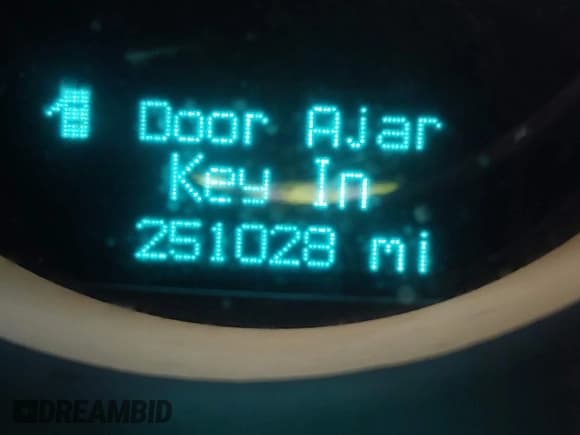 Door Ajar
Key In
251028 mi
DREAMBID